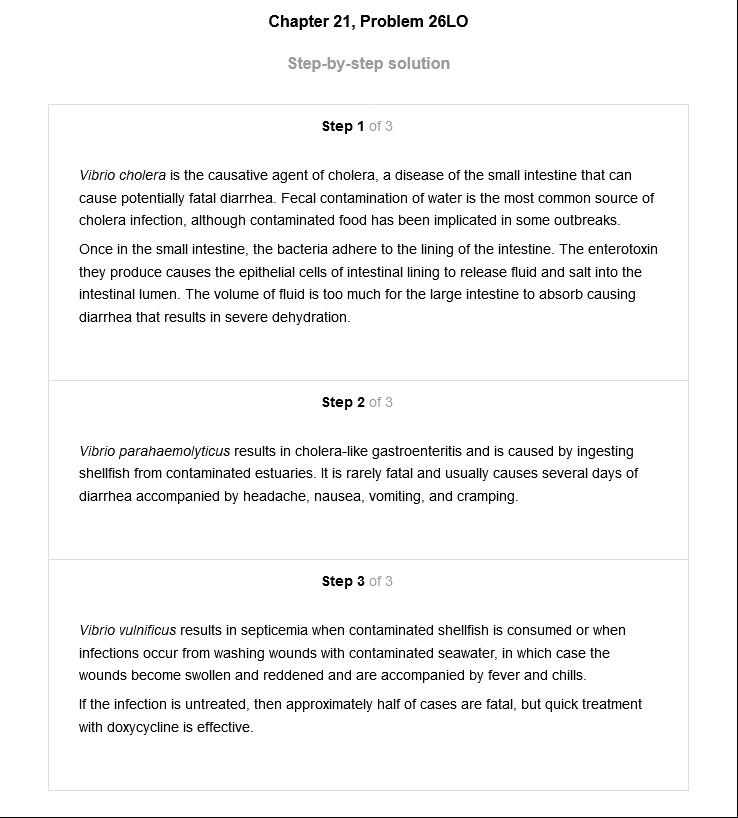 Chapter 21, Problem 26LO
Step-by-step solution
Step 1 of 3
Vibrio cholera is the causative agent of cholera, a disease of the small intestine that can
cause potentially fatal diarrhea. Fecal contamination of water is the most common source of
cholera infection, although contaminated food has been implicated in some outbreaks.
Once in the small intestine, the bacteria adhere to the lining of the intestine. The enterotoxin
they produce causes the epithelial cells of intestinal lining to release fluid and salt into the
intestinal lumen. The volume of fluid is too much for the large intestine to absorb causing
diarrhea that results in severe dehydration.
Step 2 of 3
Vibrio parahaemolyticus results in cholera-like gastroenteritis and is caused by ingesting
shellfish from contaminated estuaries. It is rarely fatal and usually causes several days of
diarrhea accompanied by headache, nausea, vomiting, and cramping.
Step 3 of 3
Vibrio vulnificus results in septicemia when contaminated shellfish is consumed or when
infections occur from washing wounds with contaminated seawater, in which case the
wounds become swollen and reddened and are accompanied by fever and chills.
If the infection is untreated, then approximately half of cases are fatal, but quick treatment
with doxycycline is effective.